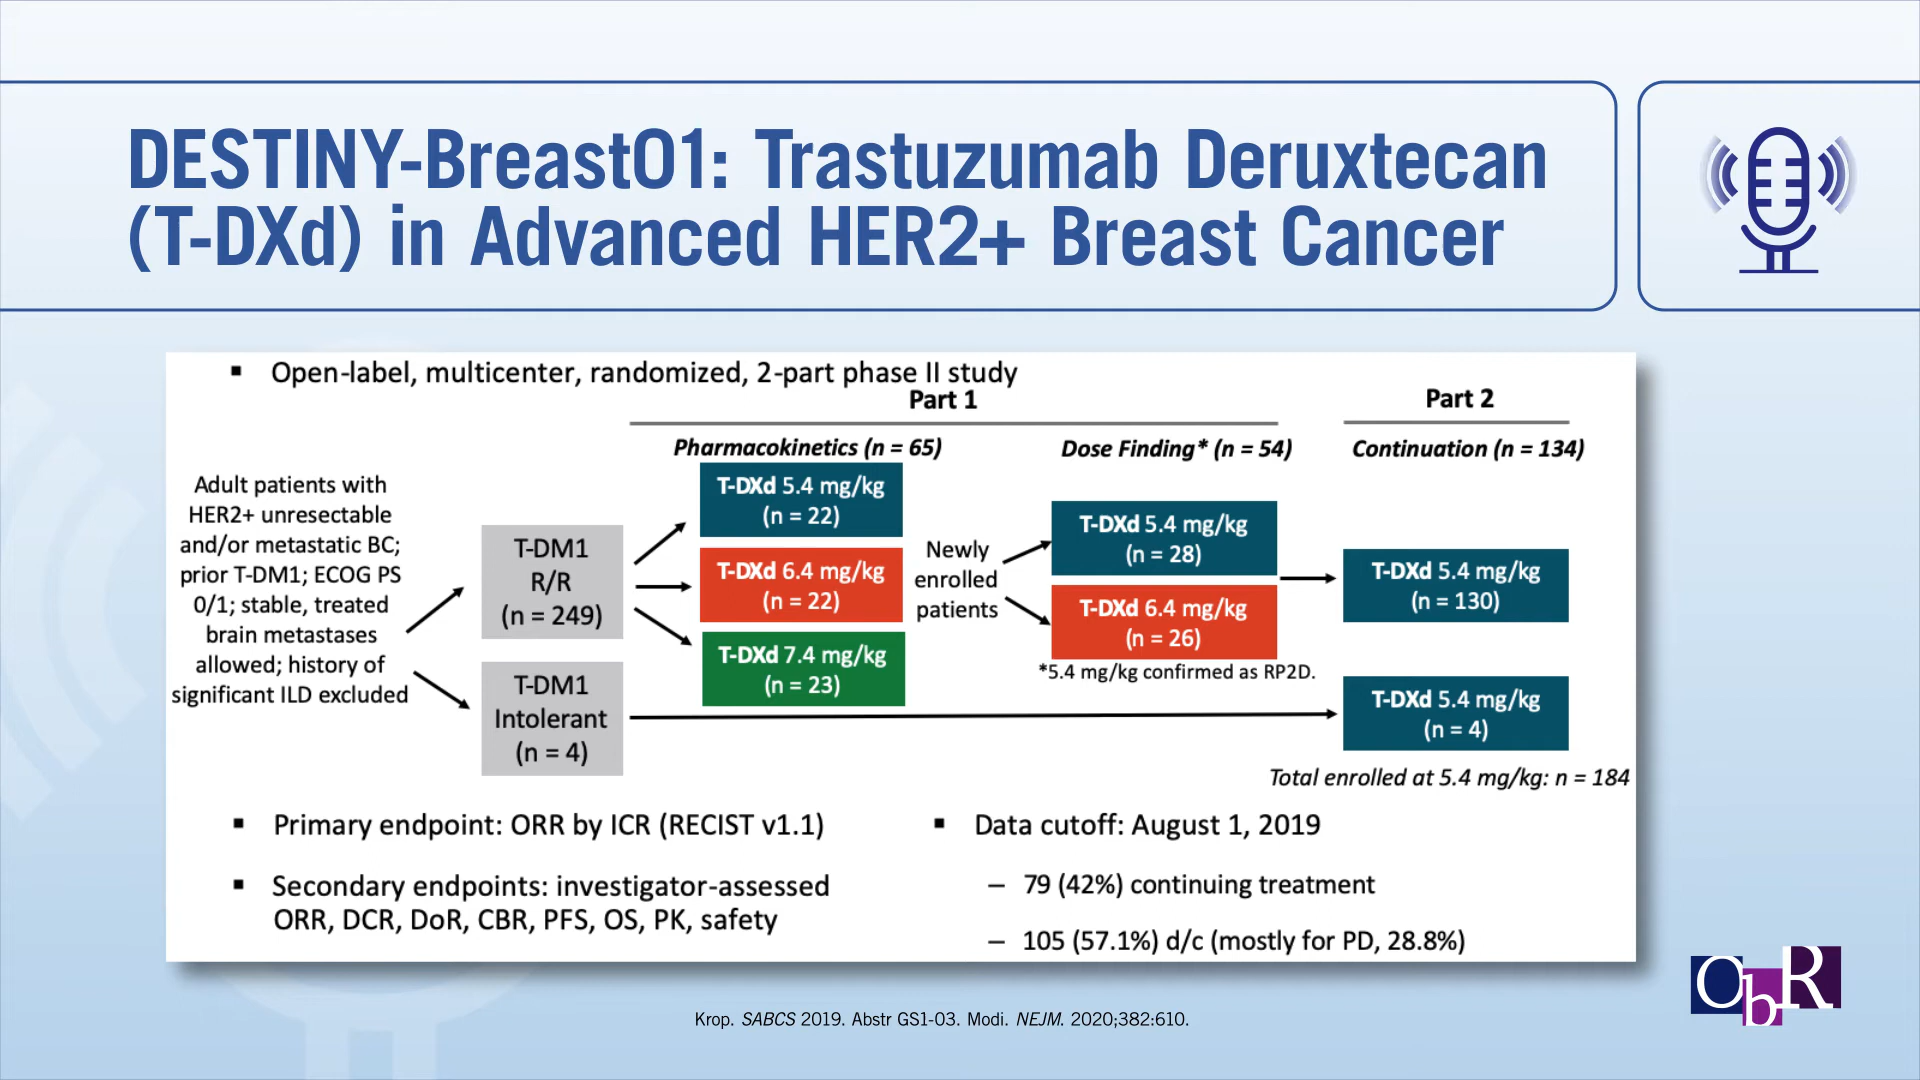 DESTINY-Breast01: Trastuzumab Deruxtecan
(T-DXd) in Advanced HER2+ Breast Cancer
▪ Open-label, multicenter, randomized, 2-part phase II study
Part 1
Part 2
Pharmacokinetics (n = 65)
Dose Finding* (n = 54)
Continuation (n = 134)
Adult patients with
HER2+ unresectable
and/or metastatic BC;
prior T-DM1; ECOG PS
0/1; stable, treated
brain metastases
allowed; history of
significant ILD excluded
T-DM1
R/R
(n = 249)
T-DM1
Intolerant
(n = 4)
T-DXd 5.4 mg/kg
(n = 22)
T-DXd 6.4 mg/kg
(n = 22)
T-DXd 7.4 mg/kg
(n = 23)
Newly
enrolled
patients
T-DXd 5.4 mg/kg
(n = 28)
T-DXd 6.4 mg/kg
(n = 26)
*5.4 mg/kg confirmed as RP2D.
T-DXd 5.4 mg/kg
(n = 130)
T-DXd 5.4 mg/kg
(n = 4)
Total enrolled at 5.4 mg/kg: n = 184
▪ Primary endpoint: ORR by ICR (RECIST v1.1)
▪ Secondary endpoints: investigator-assessed
ORR, DCR, DoR, CBR, PFS, OS, PK, safety
▪ Data cutoff: August 1, 2019
– 79 (42%) continuing treatment
– 105 (57.1%) d/c (mostly for PD, 28.8%)
Krop. SABCS 2019. Abstr GS1-03. Modi. NEJM. 2020;382:610.
ObR